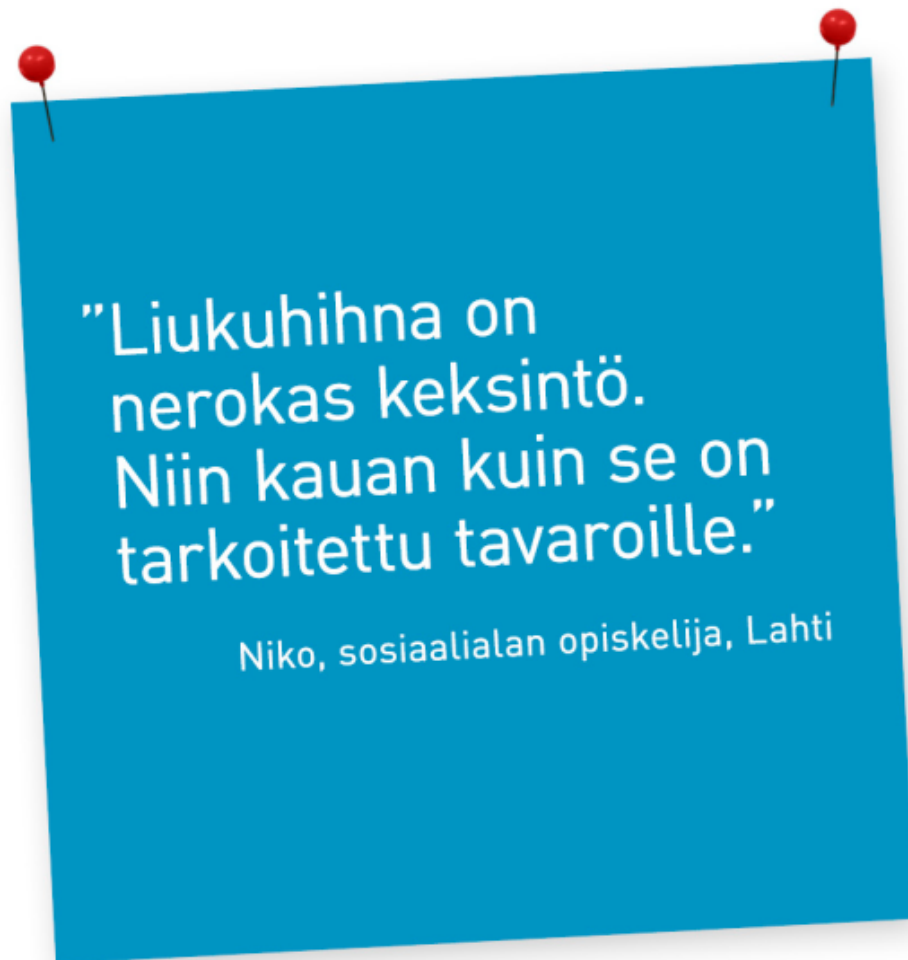 ”Liukuhihna on
nerokas keksintö.
Niin kauan kuin se on
tarkoitettu tavaroille.”
Niko, sosiaalialan opiskelija, Lahti